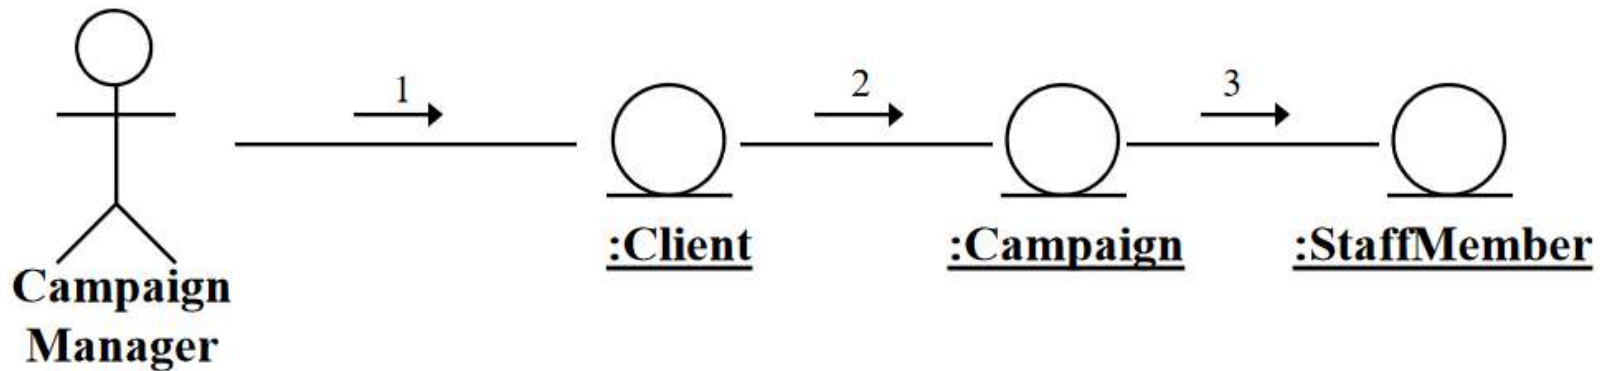 1
2
3
:Client
:Campaign
:StaffMember
Campaign
Manager